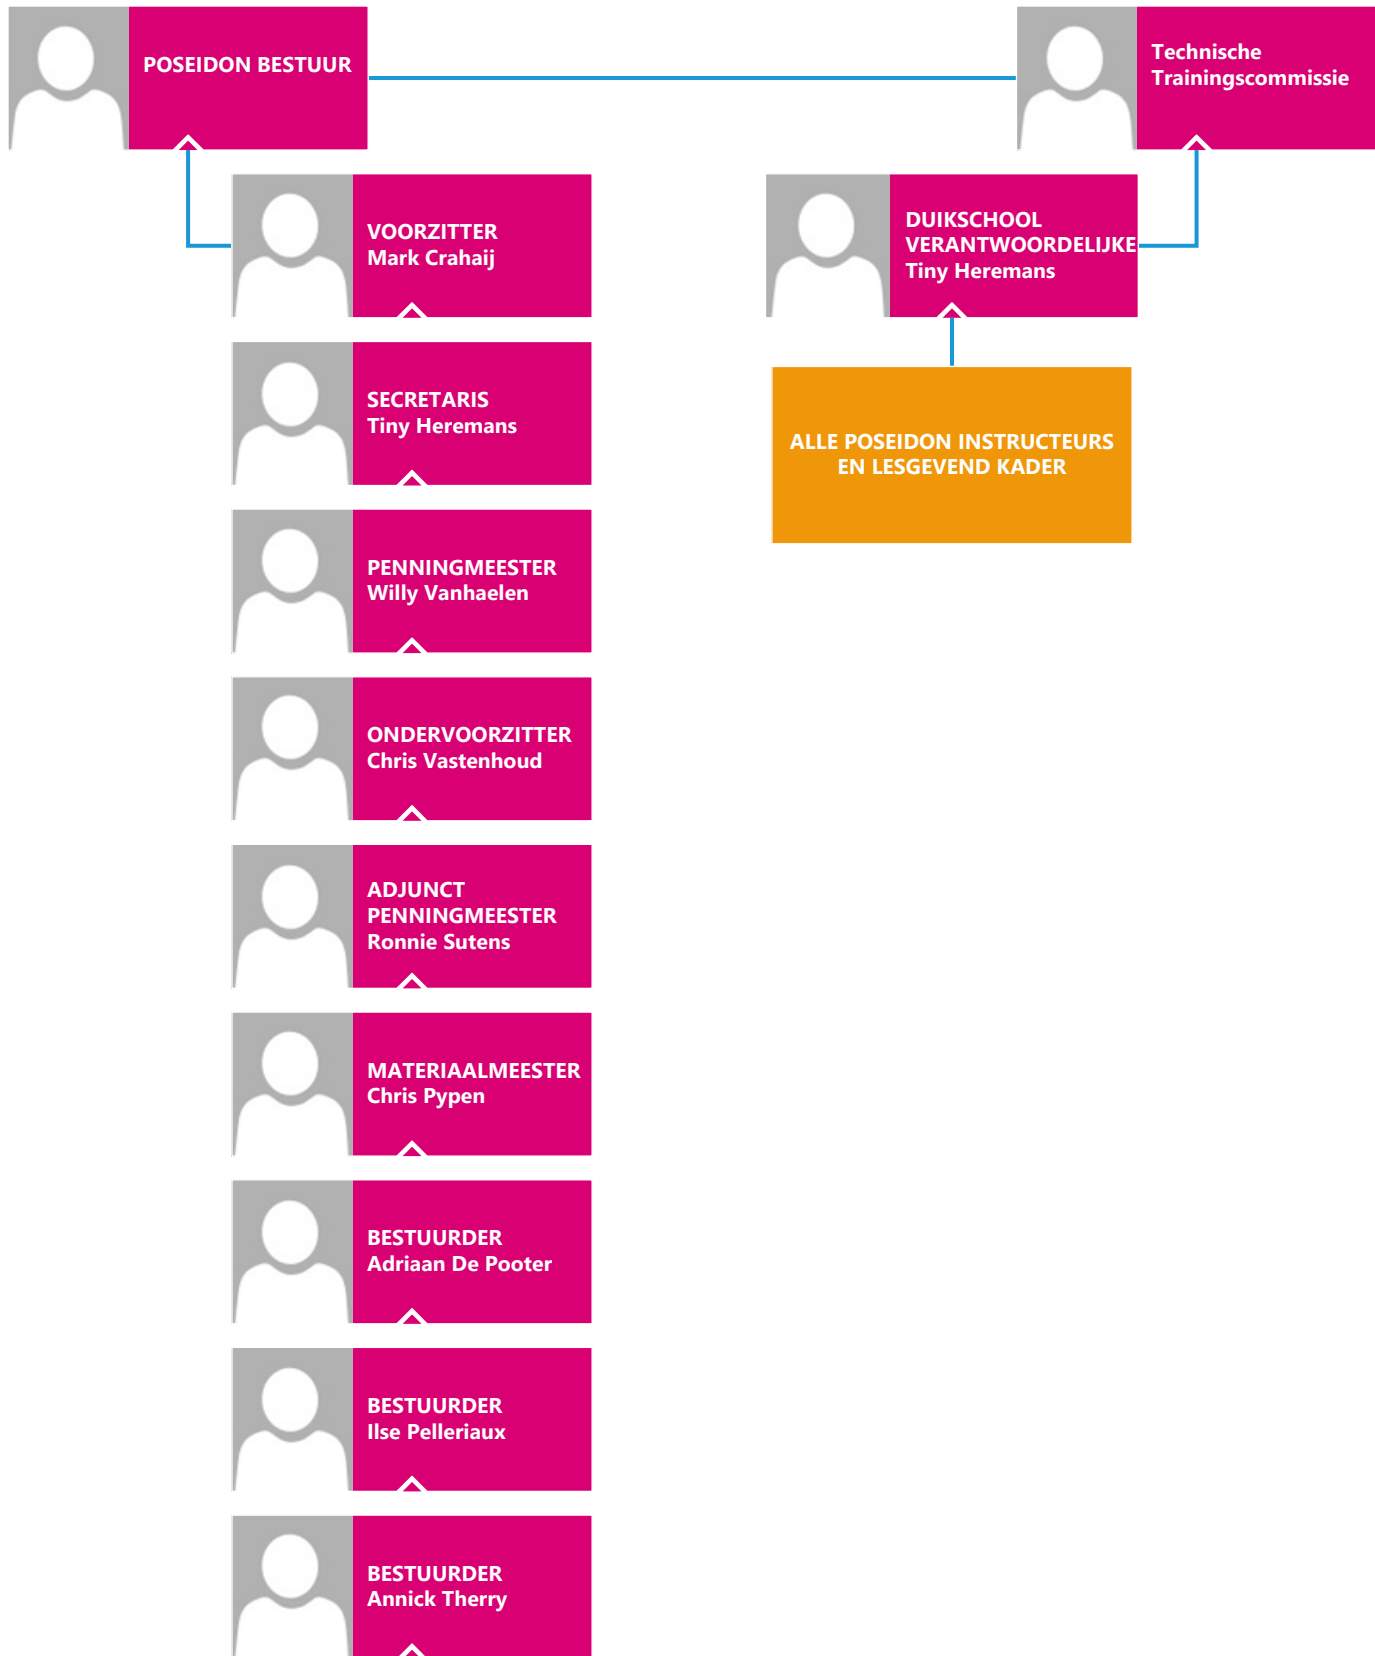 POSEIDON BESTUUR
Technische
Trainingscommissie
VOORZITTER
Mark Crahaij
DUIKSCHOOL
VERANTWOORDELIJKE
Tiny Heremans
SECRETARIS
Tiny Heremans
ALLE POSEIDON INSTRUCTEURS
EN LESGEVEND KADER
PENNINGMEESTER
Willy Vanhaelen
ONDERVOORZITTER
Chris Vastenhoud
ADJUNCT
PENNINGMEESTER
Ronnie Sutens
MATERIAALMEESTER
Chris Pypen
BESTUURDER
Adriaan De Pooter
BESTUURDER
Ilse Pelleriaux
BESTUURDER
Annick Therry